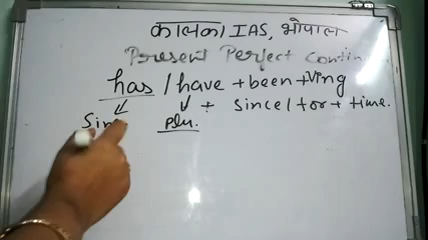 कालका IAS, भोपाल
Present Perfect Contin
has / have + been + Ving
+ since / for + time.
Sin Plu.